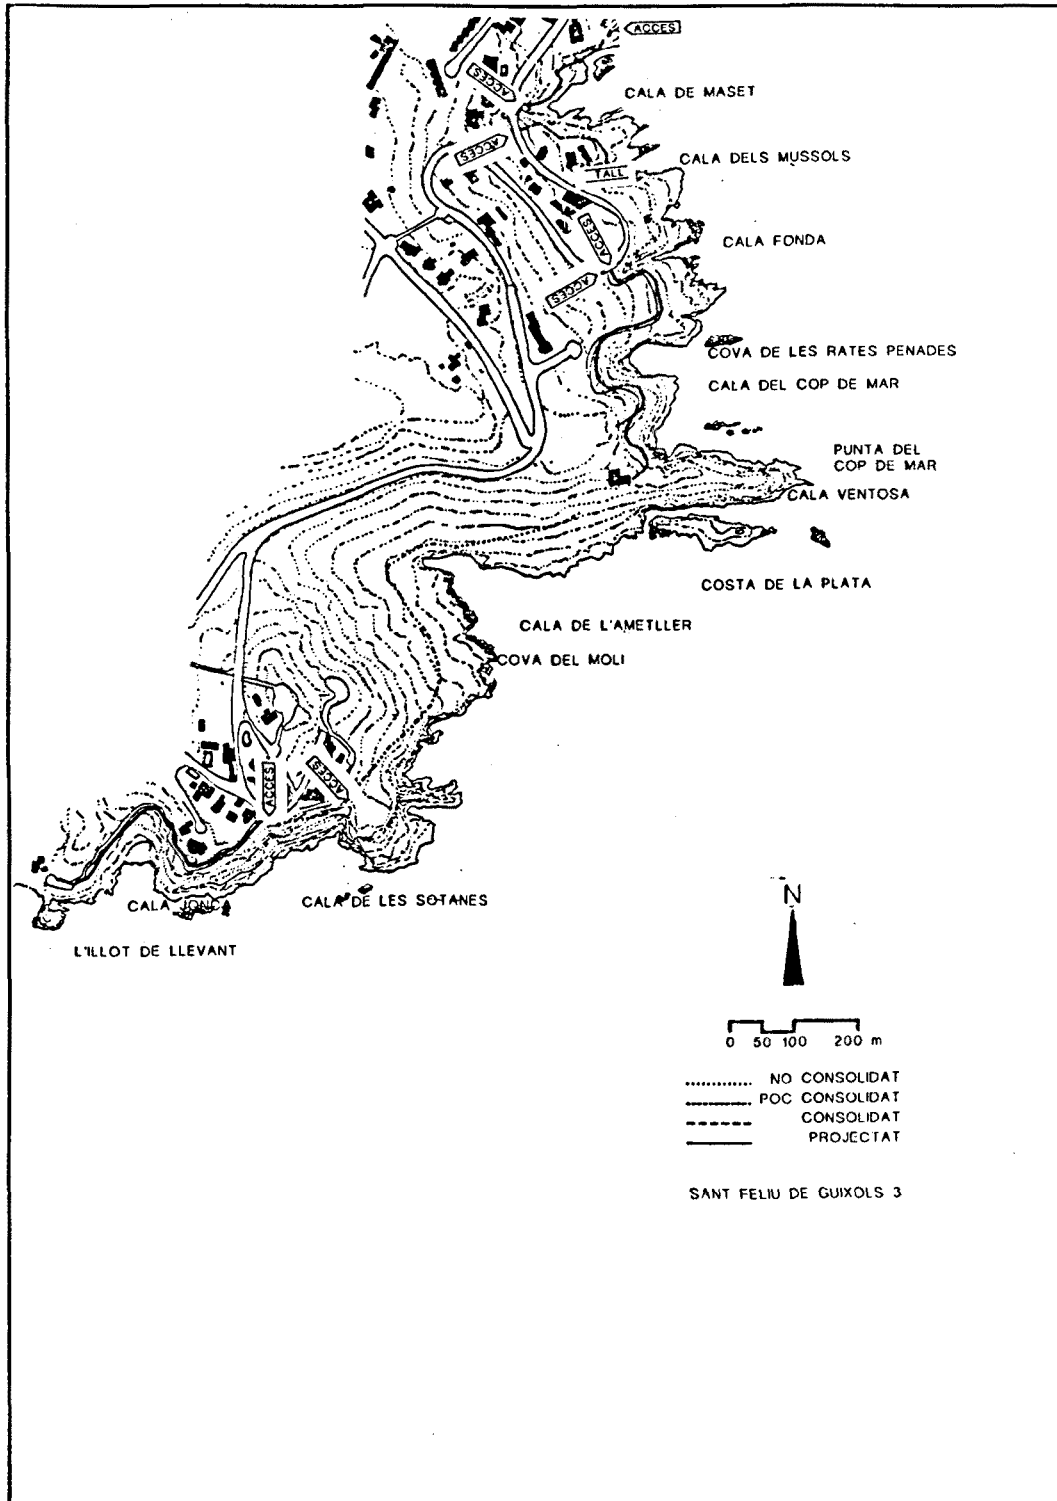 ACCES
ACCES
CALA DE MASET
ACCES
CALA DELS MUSSOLS
TALL
ACCES
CALA FONDA
ACCES
COVA DE LES RATES PENADES
CALA DEL COP DE MAR
PUNTA DEL
COP DE MAR
CALA VENTOSA
COSTA DE LA PLATA
CALA DE L'AMETLLER
COVA DEL MOLI
ACCES
ACCES
CALA JONCA
CALA DE LES SOTANES
L'ILLOT DE LLEVANT
N
0 50 100 200 m
NO CONSOLIDAT
POC CONSOLIDAT
CONSOLIDAT
PROJECTAT
SANT FELIU DE GUIXOLS 3